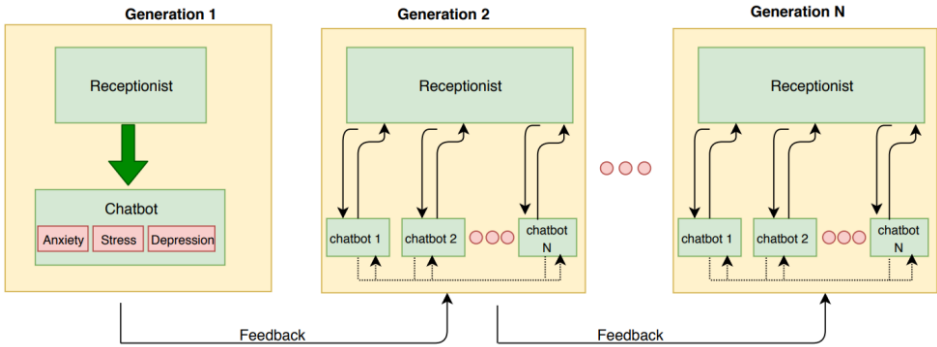 Generation 1
Receptionist
Chatbot
Anxiety
Stress
Depression
Generation 2
Receptionist
chatbot 1
chatbot 2
chatbot
N
Generation N
Receptionist
chatbot 1
chatbot 2
chatbot
N
Feedback
Feedback